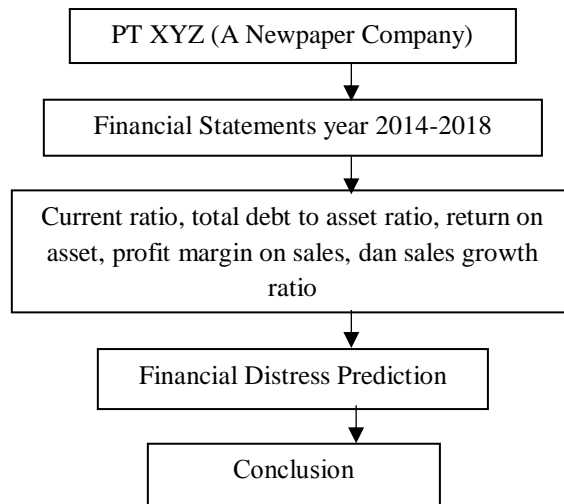 PT XYZ (A Newpaper Company)
Financial Statements year 2014-2018
Current ratio, total debt to asset ratio, return on
asset, profit margin on sales, dan sales growth
ratio
Financial Distress Prediction
Conclusion